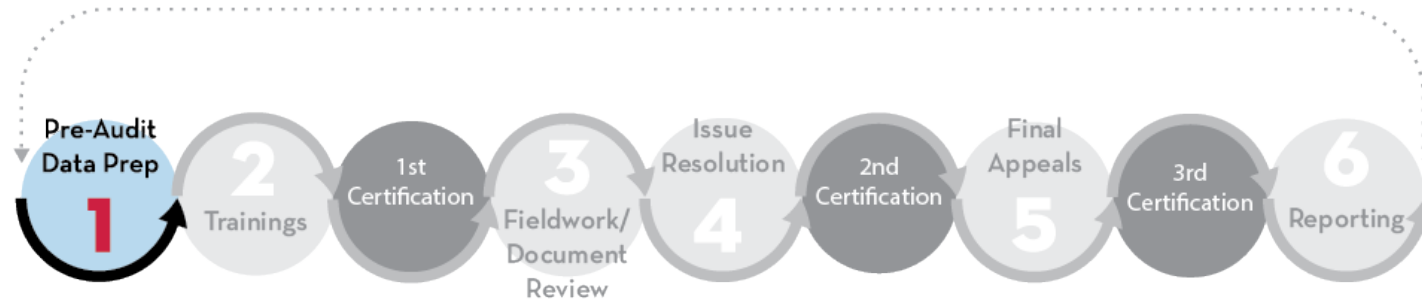 Pre-Audit
Data Prep
1
2
Trainings
1st
Certification
3
Fieldwork/
Document
Review
Issue
Resolution
4
2nd
Certification
Final
Appeals
5
3rd
Certification
6
Reporting